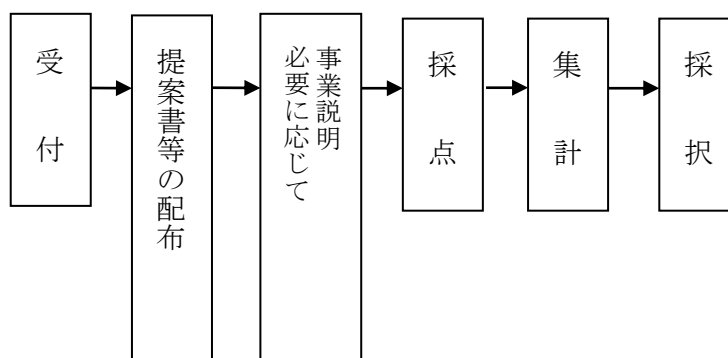 受付
提案書等の配布
事業説明
必要に応じて
採点
集計
採択